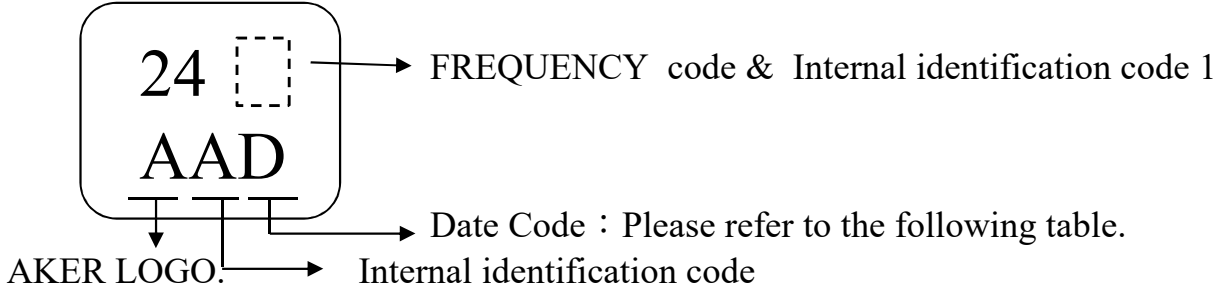 24 FREQUENCY code & Internal identification code 1
AAD
Date Code：Please refer to the following table.
AKER LOGO. Internal identification code